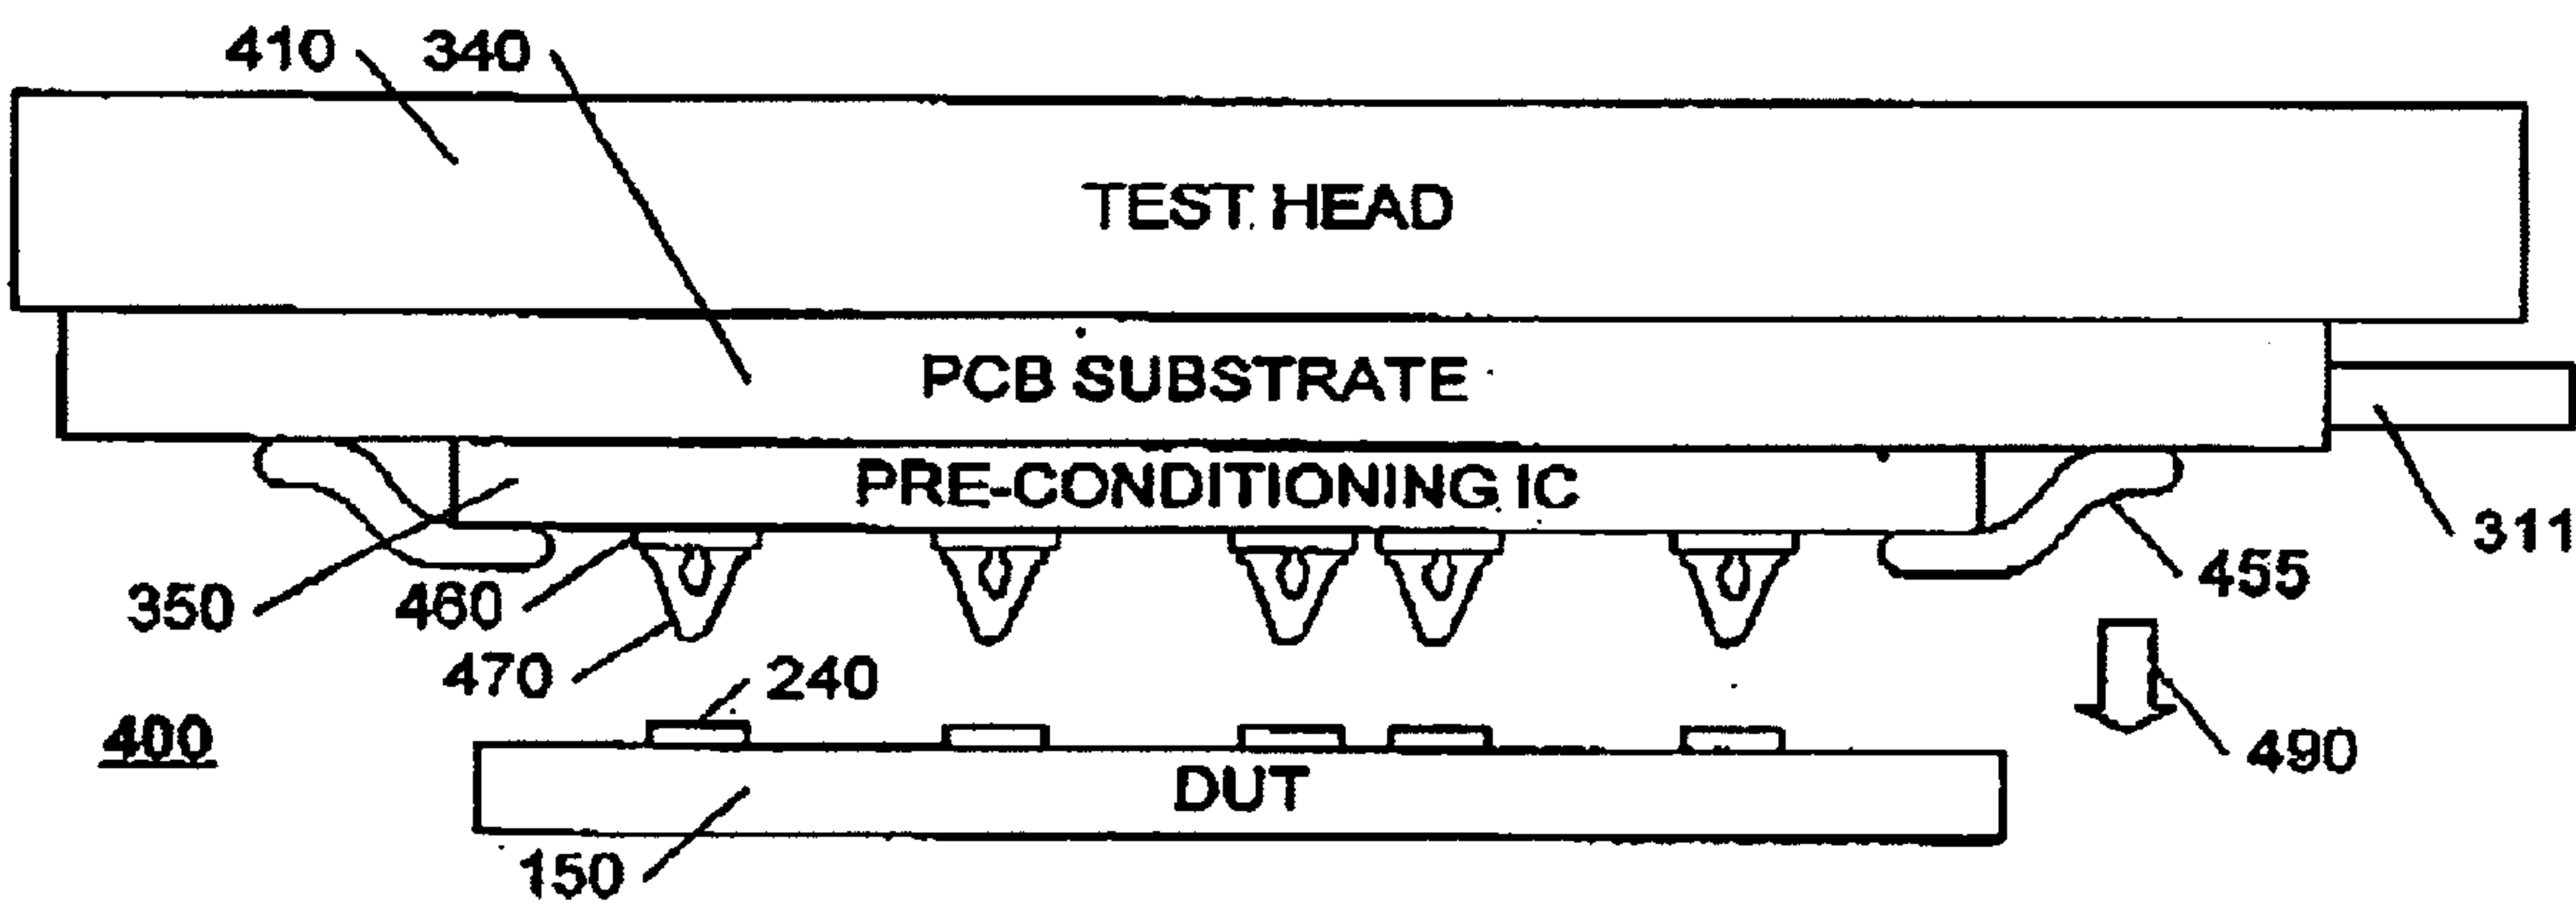 410 340
TEST HEAD
PCB SUBSTRATE
PRE-CONDITIONING IC
311
350 460 455
470 240
400 490
DUT
150